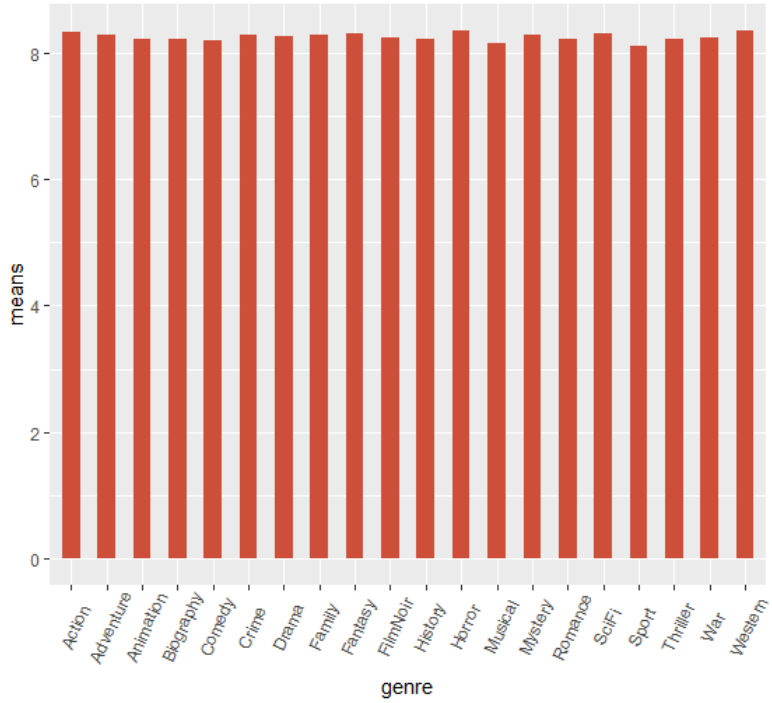 8
6
4
2
0
means
Action
Adventure
Animation
Biography
Comedy
Crime
Drama
Family
Fantasy
FilmNoir
History
Horror
Musical
Mystery
Romance
SciFi
Sport
Thriller
War
Western
genre